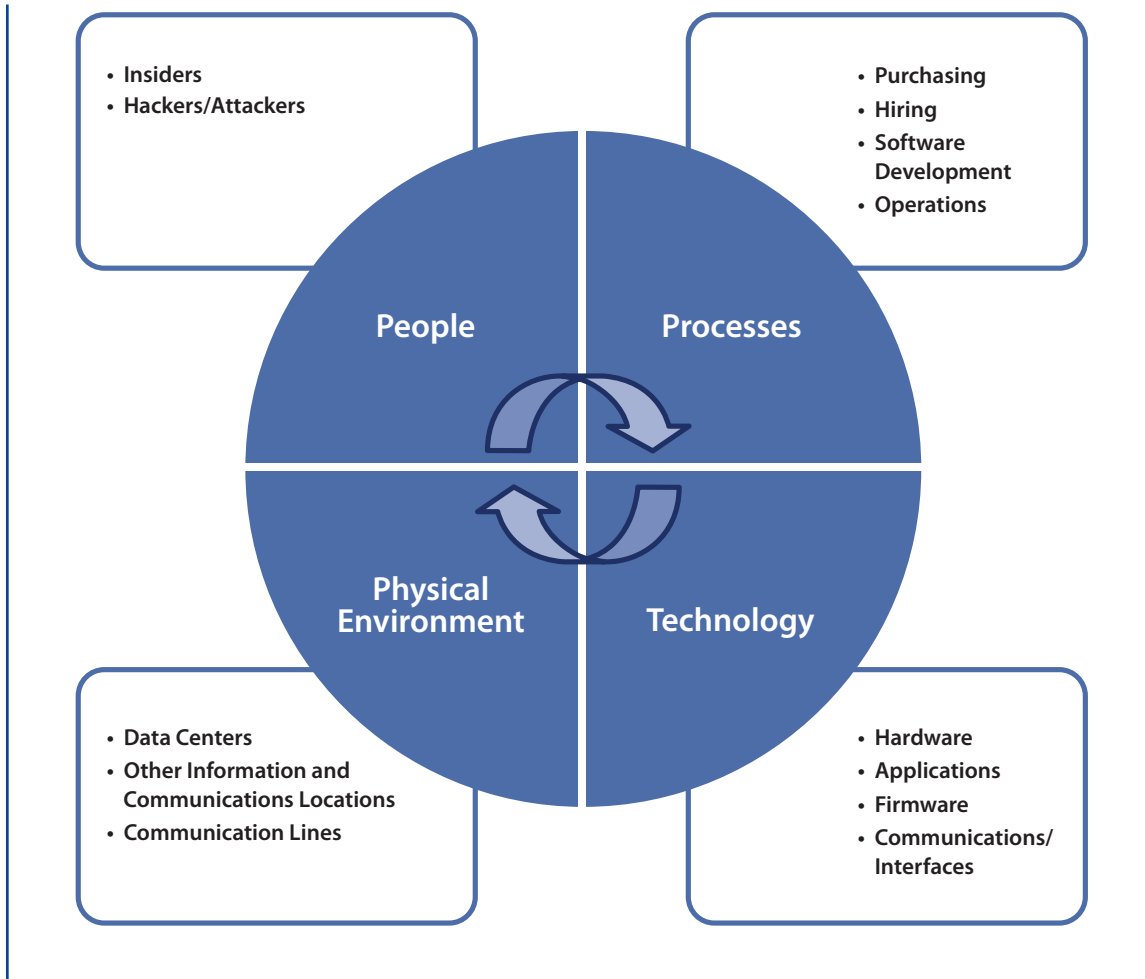 • Insiders
• Hackers/Attackers
• Purchasing
• Hiring
• Software
Development
• Operations
People
Processes
Physical
Environment
Technology
• Data Centers
• Other Information and
Communications Locations
• Communication Lines
• Hardware
• Applications
• Firmware
• Communications/
Interfaces